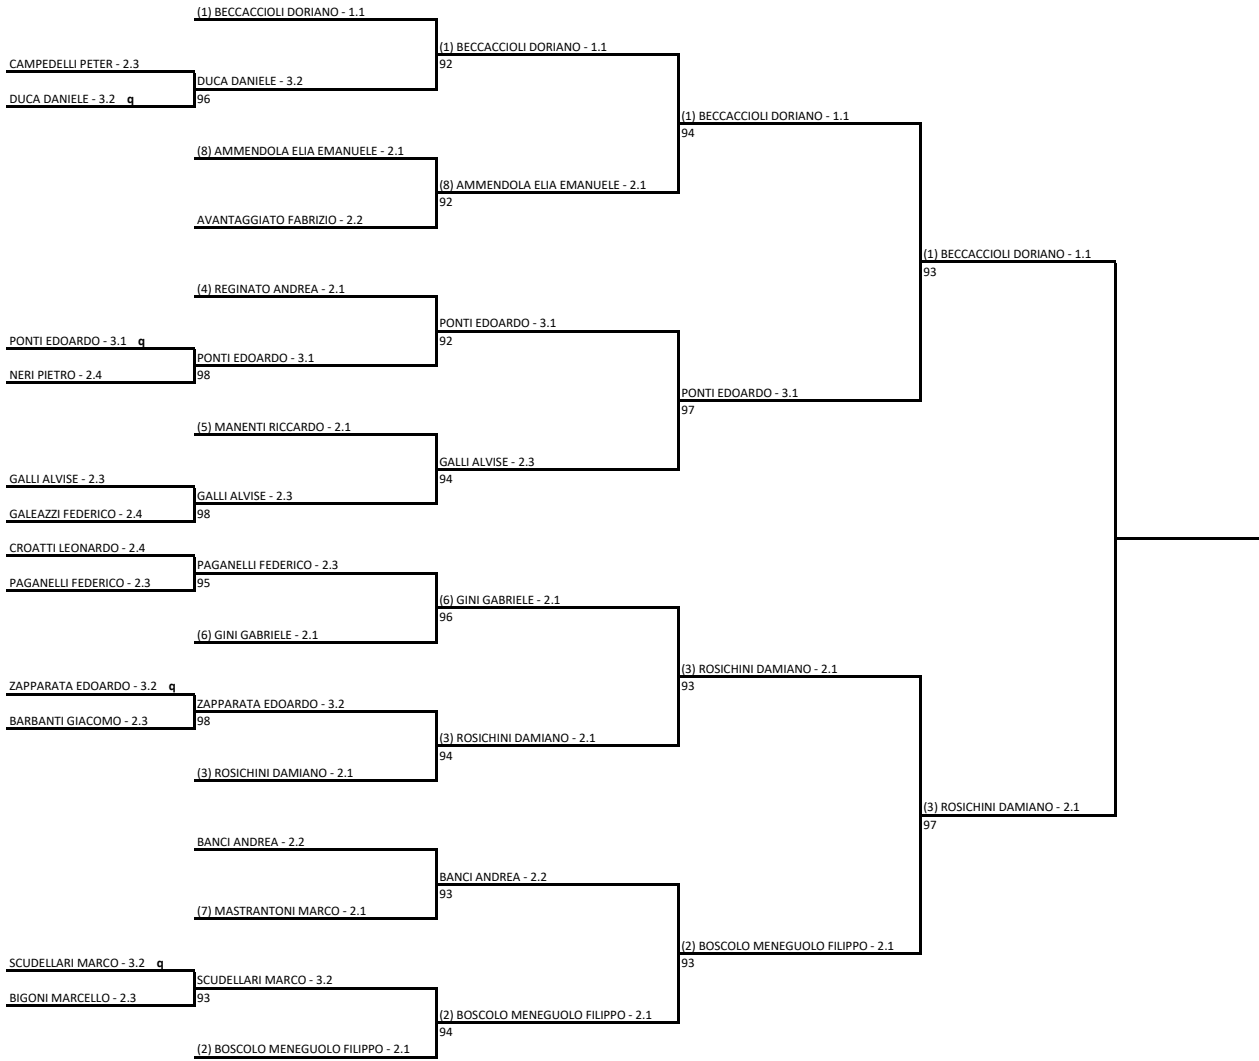 (1) BECCACCIOLI DORIANO - 1.1
(1) BECCACCIOLI DORIANO - 1.1
CAMPEDELLI PETER - 2.3
92
DUCA DANIELE - 3.2
DUCA DANIELE - 3.2 q
96
(1) BECCACCIOLI DORIANO - 1.1
94
(8) AMMENDOLA ELIA EMANUELE - 2.1
(8) AMMENDOLA ELIA EMANUELE - 2.1
92
AVANTAGGIATO FABRIZIO - 2.2
(1) BECCACCIOLI DORIANO - 1.1
93
(4) REGINATO ANDREA - 2.1
PONTI EDOARDO - 3.1
92
PONTI EDOARDO - 3.1 q
PONTI EDOARDO - 3.1
NERI PIETRO - 2.4
98
PONTI EDOARDO - 3.1
97
(5) MANENTI RICCARDO - 2.1
GALLI ALVISE - 2.3
94
GALLI ALVISE - 2.3
GALLI ALVISE - 2.3
GALEAZZI FEDERICO - 2.4
98
CROATTI LEONARDO - 2.4
PAGANELLI FEDERICO - 2.3
PAGANELLI FEDERICO - 2.3
95
(6) GINI GABRIELE - 2.1
96
(6) GINI GABRIELE - 2.1
(3) ROSICHINI DAMIANO - 2.1
93
ZAPPARATA EDOARDO - 3.2 q
ZAPPARATA EDOARDO - 3.2
BARBANTI GIACOMO - 2.3
98
(3) ROSICHINI DAMIANO - 2.1
94
(3) ROSICHINI DAMIANO - 2.1
(3) ROSICHINI DAMIANO - 2.1
97
BANCI ANDREA - 2.2
BANCI ANDREA - 2.2
93
(7) MASTRANTONI MARCO - 2.1
(2) BOSCOLO MENEGUOLO FILIPPO - 2.1
93
SCUDELLARI MARCO - 3.2 q
SCUDELLARI MARCO - 3.2
BIGONI MARCELLO - 2.3
93
(2) BOSCOLO MENEGUOLO FILIPPO - 2.1
94
(2) BOSCOLO MENEGUOLO FILIPPO - 2.1